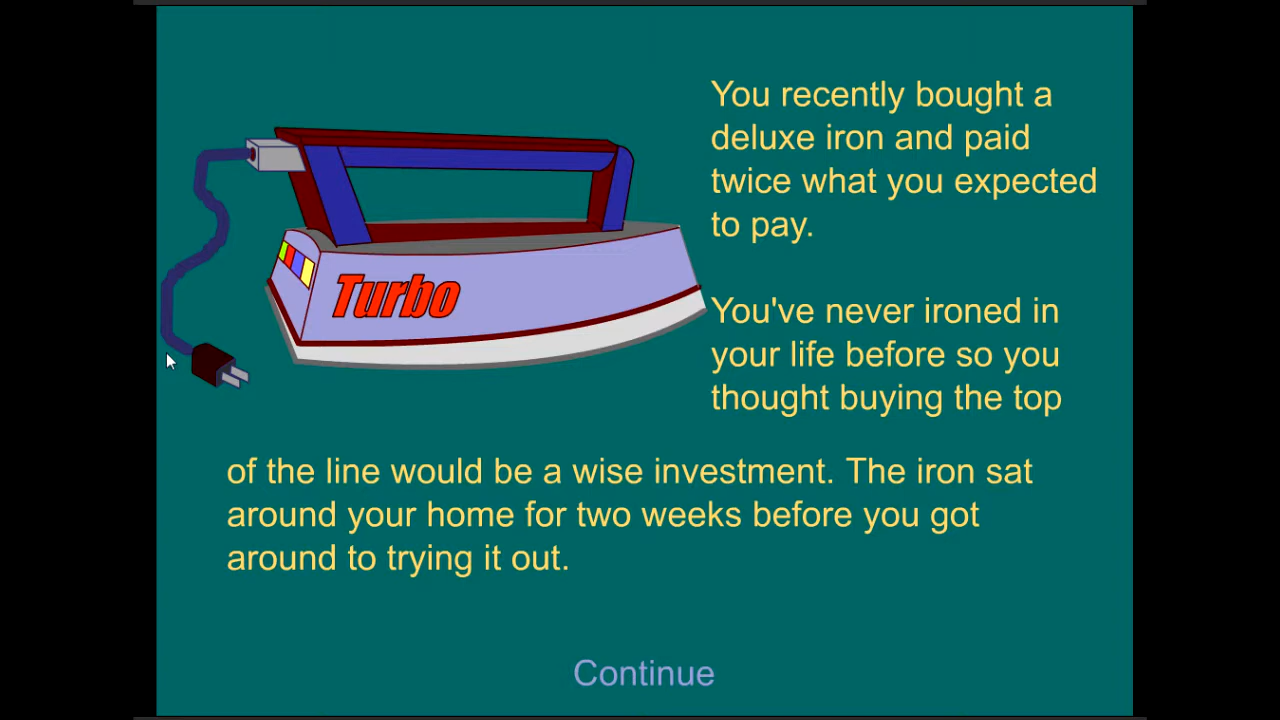 You recently bought a
deluxe iron and paid
twice what you expected
to pay.
You've never ironed in
your life before so you
thought buying the top
of the line would be a wise investment. The iron sat
around your home for two weeks before you got
around to trying it out.
Turbo
Continue